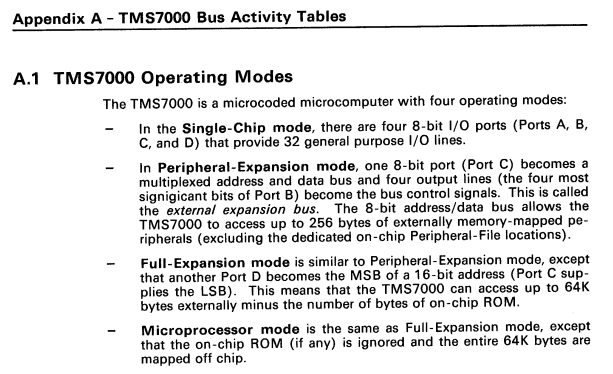 Appendix A - TMS7000 Bus Activity Tables
A.1 TMS7000 Operating Modes
The TMS7000 is a microcoded microcomputer with four operating modes:
– In the Single-Chip mode, there are four 8-bit I/O ports (Ports A, B,
C, and D) that provide 32 general purpose I/O lines.
– In Peripheral-Expansion mode, one 8-bit port (Port C) becomes a
multiplexed address and data bus and four output lines (the four most
signigicant bits of Port B) become the bus control signals. This is called
the external expansion bus. The 8-bit address/data bus allows the
TMS7000 to access up to 256 bytes of externally memory-mapped pe-
ripherals (excluding the dedicated on-chip Peripheral-File locations).
– Full-Expansion mode is similar to Peripheral-Expansion mode, except
that another Port D becomes the MSB of a 16-bit address (Port C sup-
plies the LSB). This means that the TMS7000 can access up to 64K
bytes externally minus the number of bytes of on-chip ROM.
– Microprocessor mode is the same as Full-Expansion mode, except
that the on-chip ROM (if any) is ignored and the entire 64K bytes are
mapped off chip.